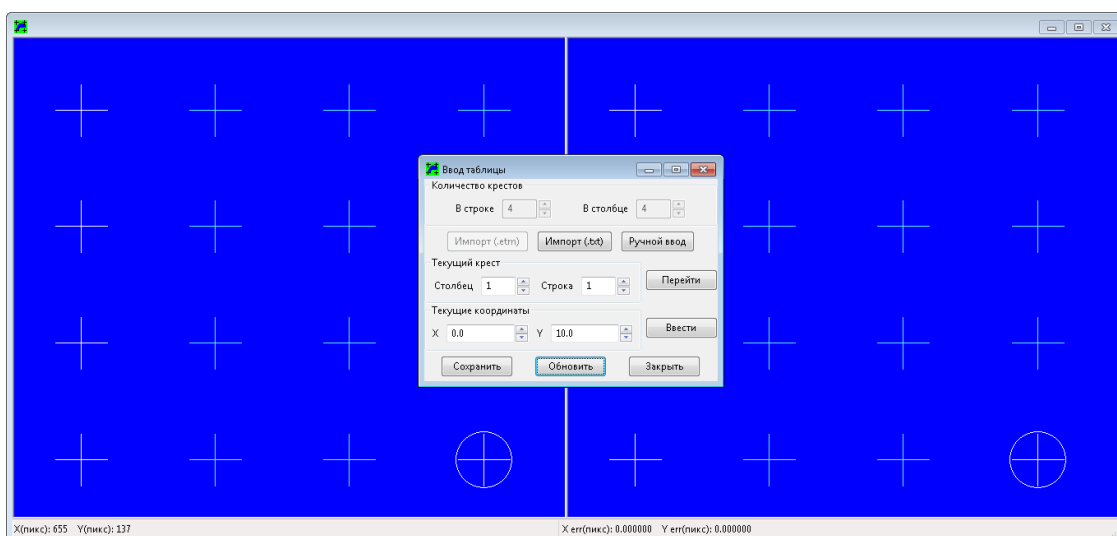 Ввод таблицы
Количество крестов
В строке 4 В столбце 4
Импорт (.etm) Импорт (.txt) Ручной ввод
Текущий крест
Столбец 1 Строка 1 Перейти
Текущие координаты
X 0.0 Y 10.0 Ввести
Сохранить Обновить Закрыть
X(пикс): 655 Y(пикс): 137 X err(пикс): 0.000000 Y err(пикс): 0.000000